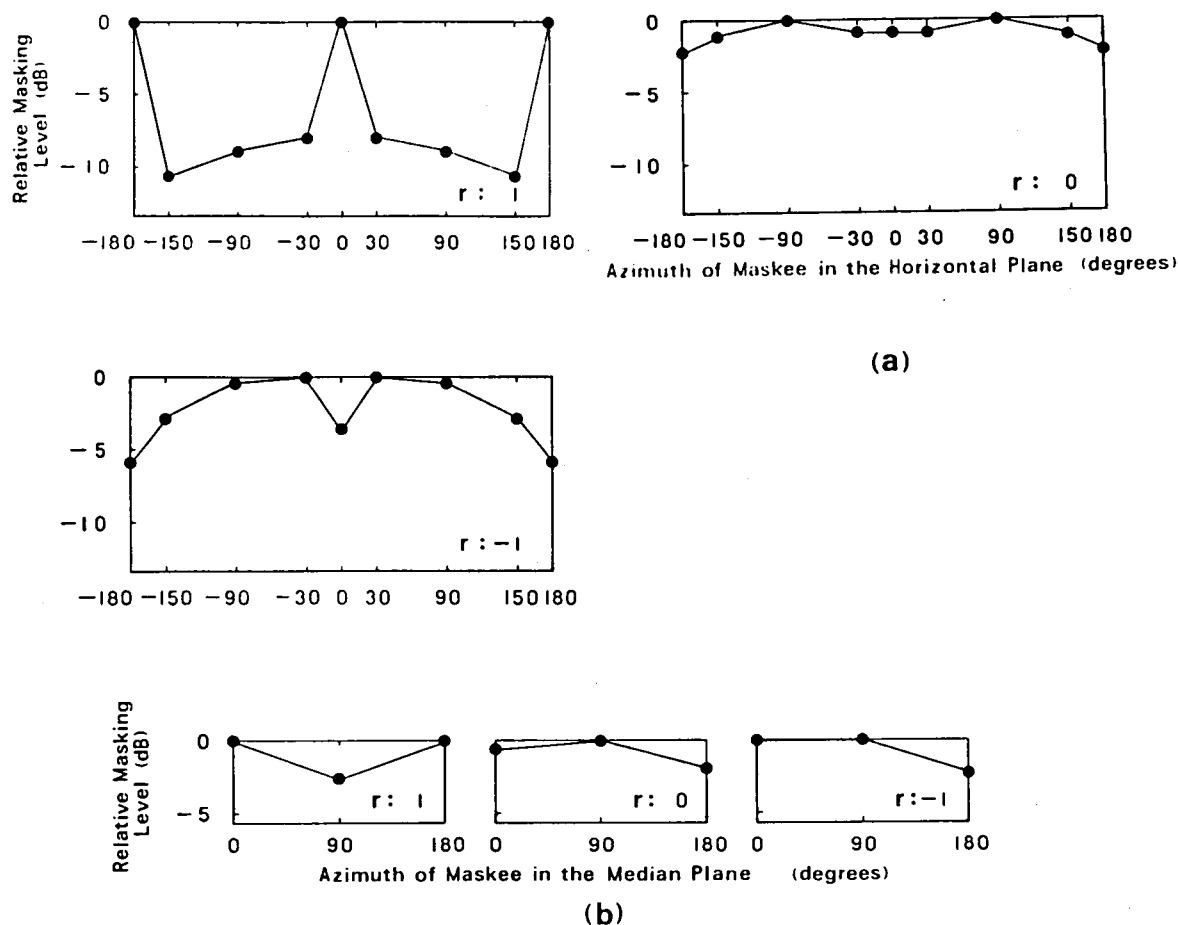 Relative Masking
Level (dB)
0
-5
-10
r: 1
-180 -150 -90 -30 0 30 90 150 180
0
-5
-10
r: 0
-180 -150 -90 -30 0 30 90 150 180
Azimuth of Maskee in the Horizontal Plane (degrees)
(a)
0
-5
-10
r:-1
-180 -150 -90 -30 0 30 90 150 180
Relative Masking
Level (dB)
0
-5
r: 1
0 90 180
r: 0
0 90 180
r:-1
0 90 180
Azimuth of Maskee in the Median Plane (degrees)
(b)